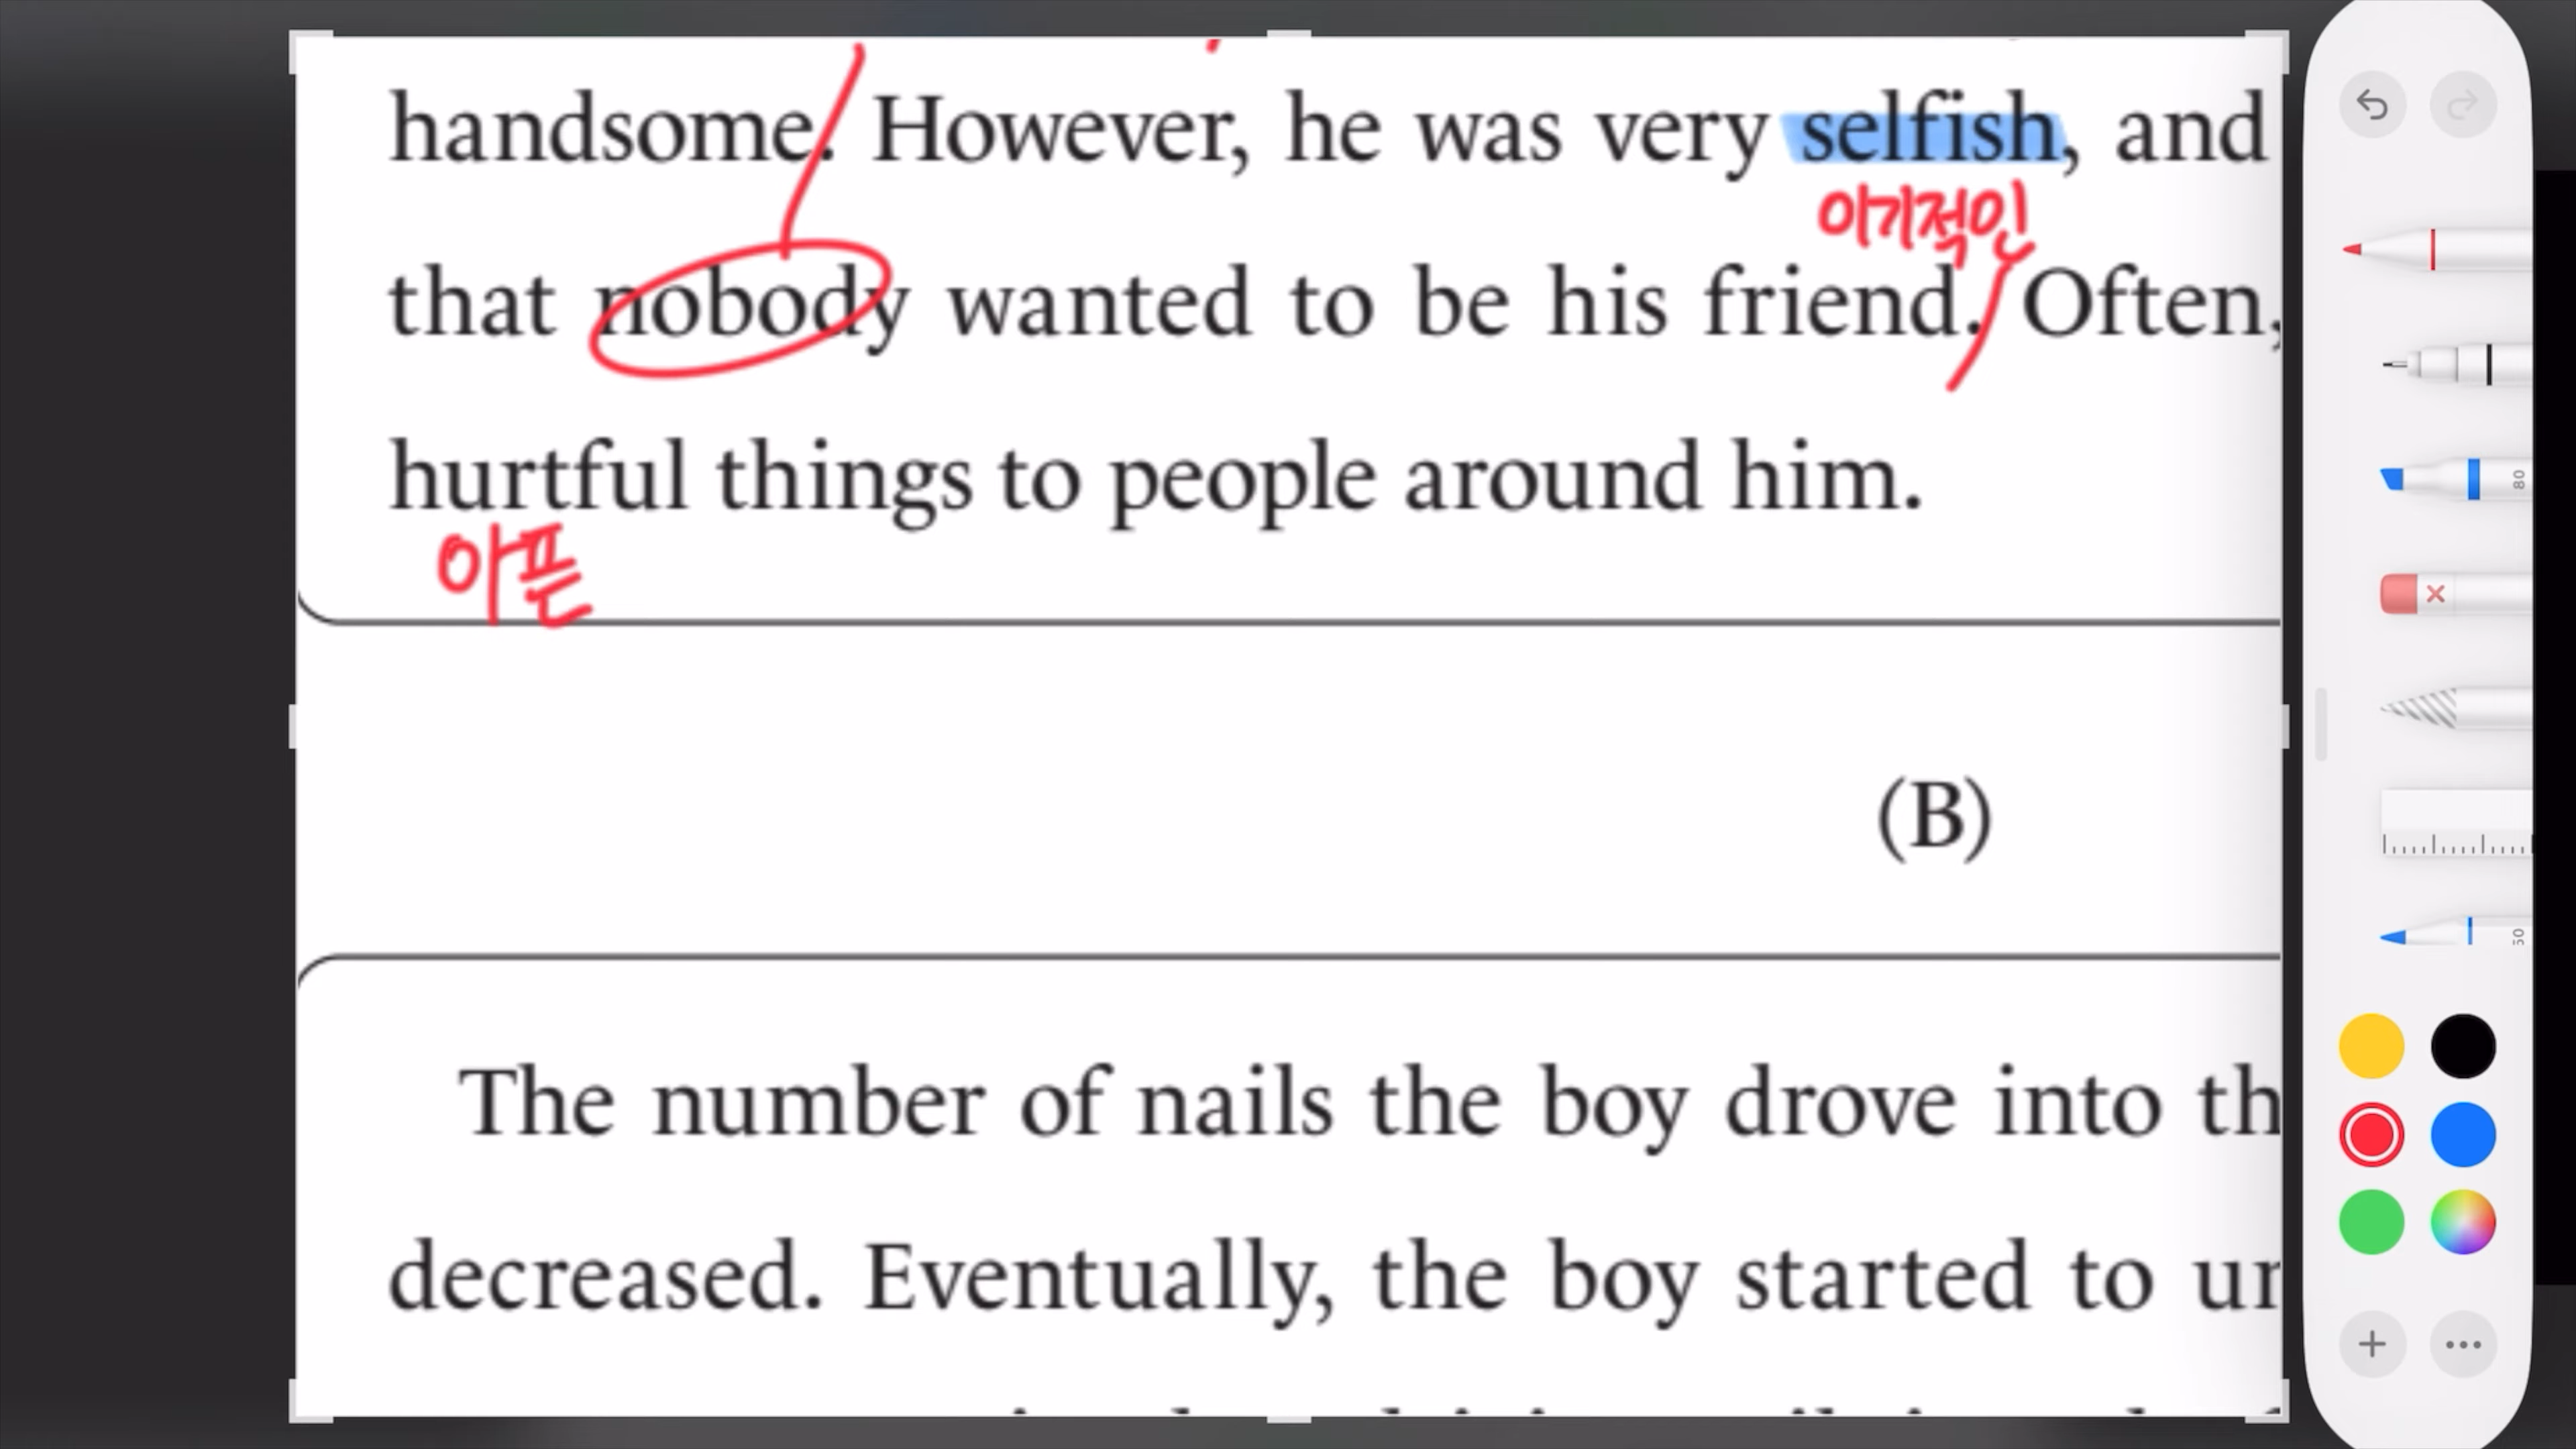 handsome. However, he was very selfish, and
이기적인
that nobody wanted to be his friend. Often,
hurtful things to people around him.
아픈
(B)
The number of nails the boy drove into
decreased. Eventually, the boy started to
80
50